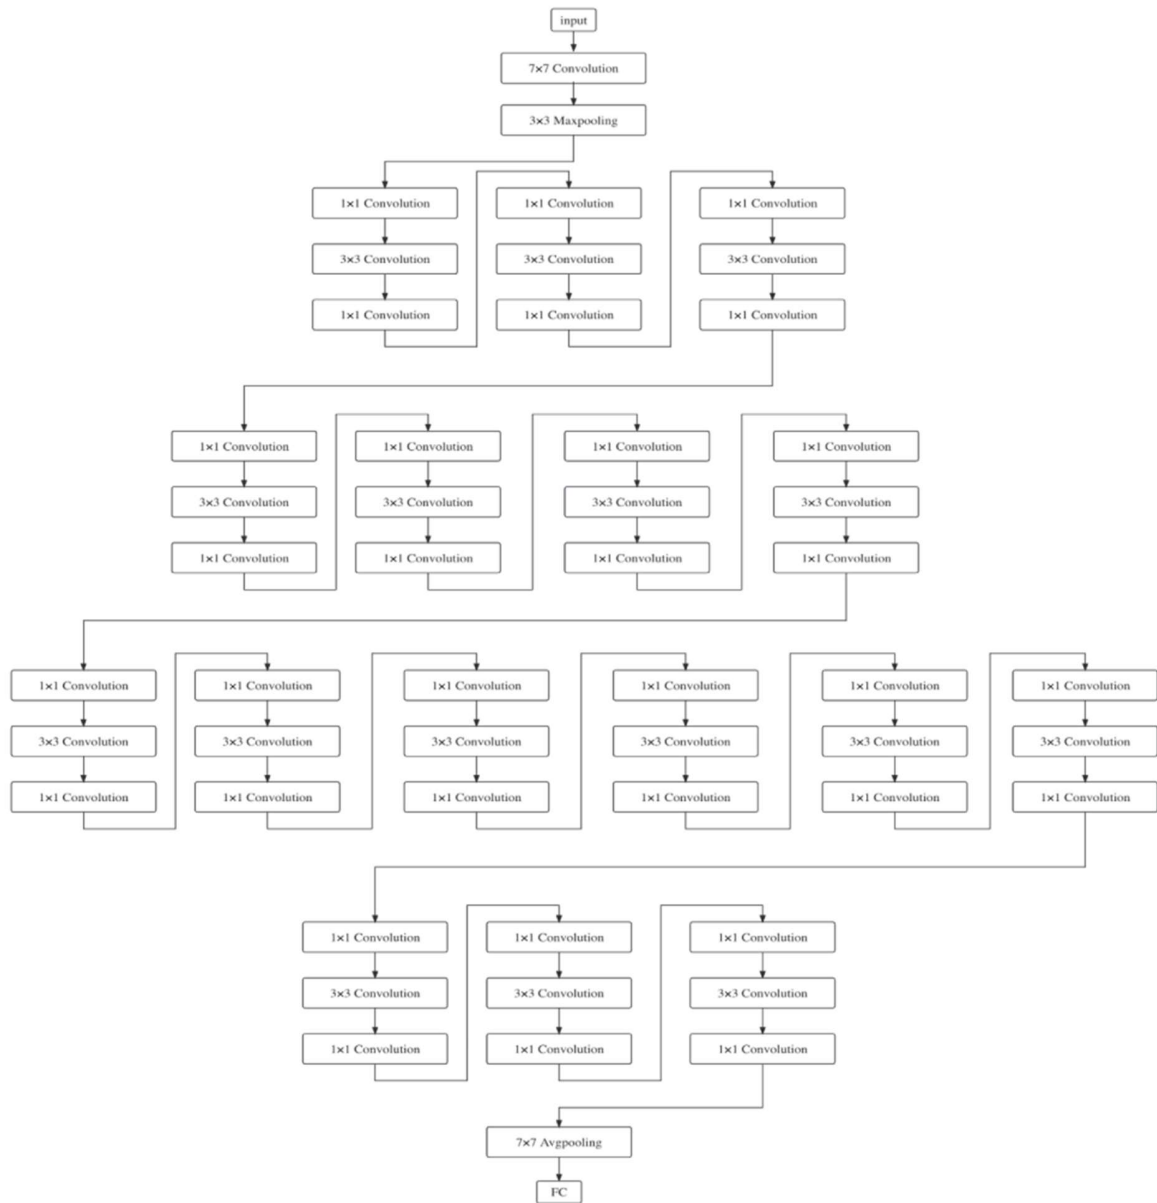 input
7×7 Convolution
3×3 Maxpooling
1×1 Convolution 1×1 Convolution 1×1 Convolution
3×3 Convolution 3×3 Convolution 3×3 Convolution
1×1 Convolution 1×1 Convolution 1×1 Convolution
1×1 Convolution 1×1 Convolution 1×1 Convolution 1×1 Convolution
3×3 Convolution 3×3 Convolution 3×3 Convolution 3×3 Convolution
1×1 Convolution 1×1 Convolution 1×1 Convolution 1×1 Convolution
1×1 Convolution 1×1 Convolution 1×1 Convolution 1×1 Convolution 1×1 Convolution 1×1 Convolution
3×3 Convolution 3×3 Convolution 3×3 Convolution 3×3 Convolution 3×3 Convolution 3×3 Convolution
1×1 Convolution 1×1 Convolution 1×1 Convolution 1×1 Convolution 1×1 Convolution 1×1 Convolution
1×1 Convolution 1×1 Convolution 1×1 Convolution
3×3 Convolution 3×3 Convolution 3×3 Convolution
1×1 Convolution 1×1 Convolution 1×1 Convolution
7×7 Avgpooling
FC